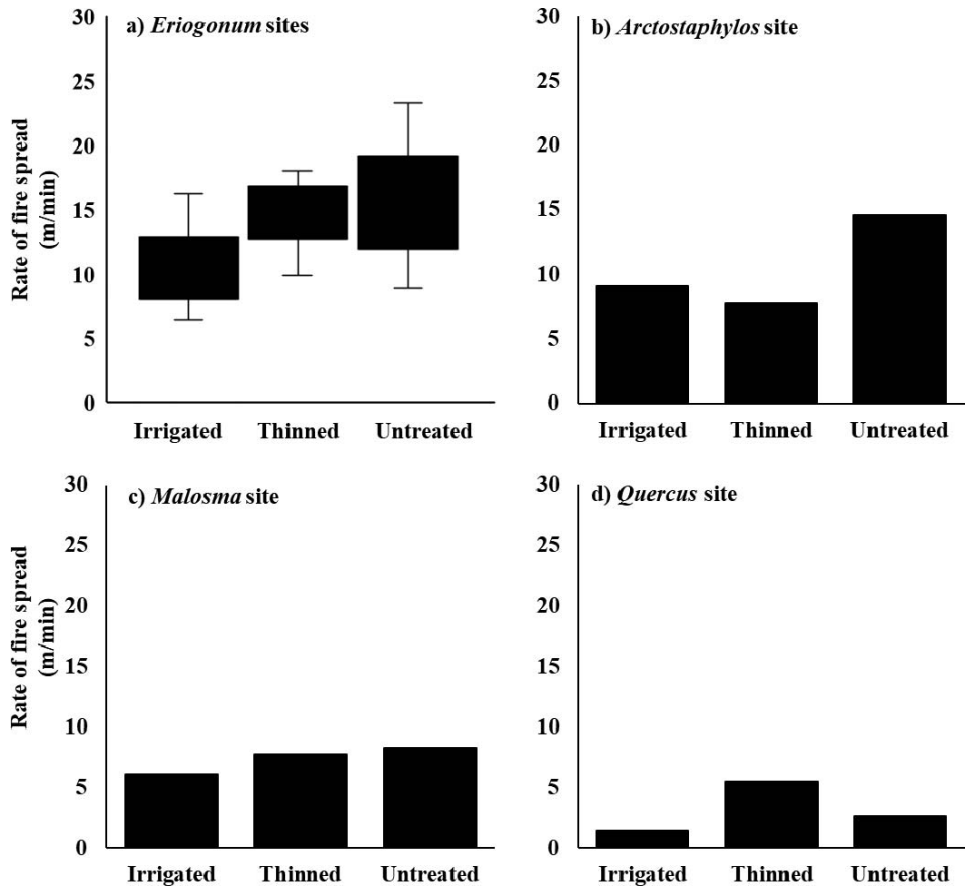 a) Eriogonum sites
30
25
20
15
10
5
0
Rate of fire spread
(m/min)
Irrigated Thinned Untreated
b) Arctostaphylos site
30
25
20
15
10
5
0
Irrigated Thinned Untreated
c) Malosma site
30
25
20
15
10
5
0
Rate of fire spread
(m/min)
Irrigated Thinned Untreated
d) Quercus site
30
25
20
15
10
5
0
Irrigated Thinned Untreated